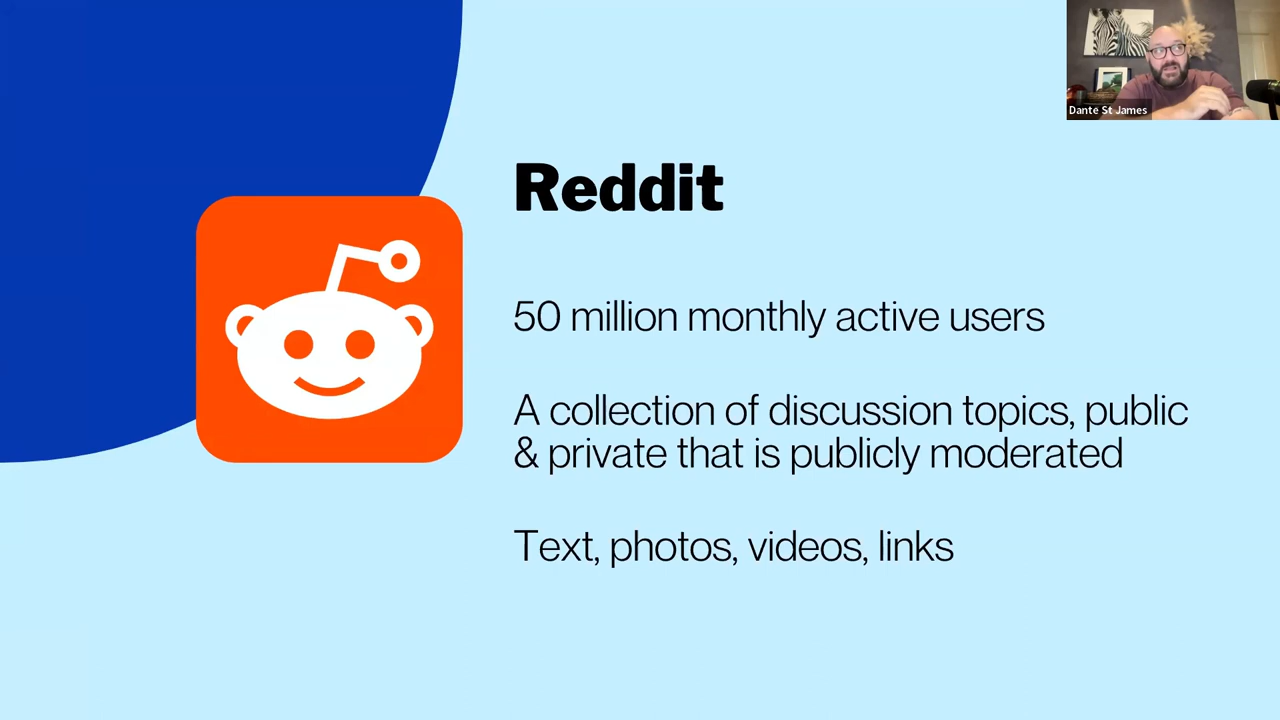 Dante St James
Reddit
50 million monthly active users
A collection of discussion topics, public
& private that is publicly moderated
Text, photos, videos, links